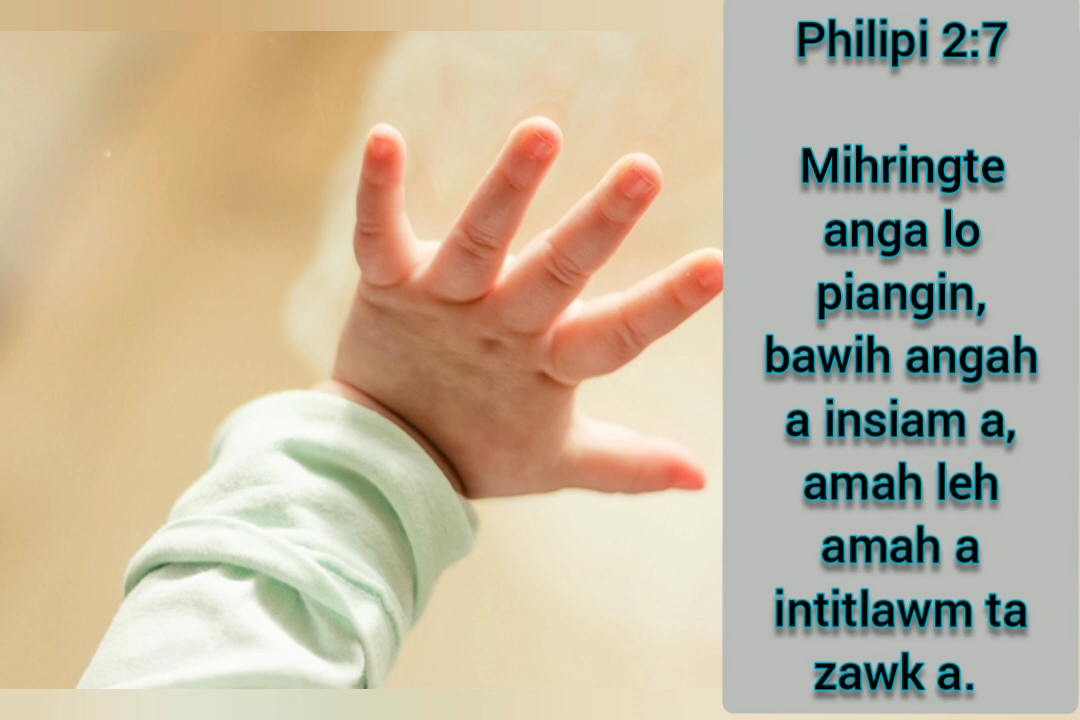 Philipi 2:7
Mihringte
anga lo
piangin,
bawih angah
a insiam a,
amah leh
amah a
intitlawm ta
zawk a.